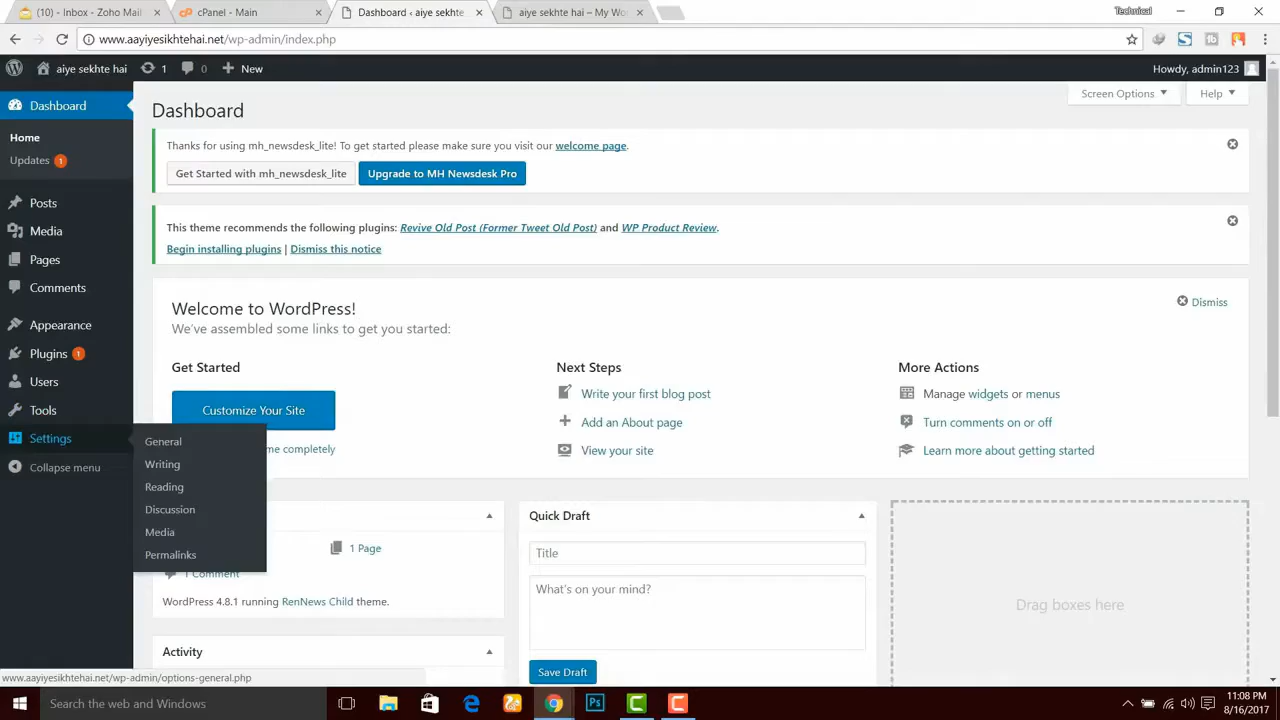 (10) - Inbox - Zoho Mail
cPanel - Main
Dashboard ‹ aiye sekhte
aiye sekhte hai – My Wo
Technical
www.aayiyesikhtehai.net/wp-admin/index.php
aiye sekhte hai
1
0
New
Howdy, admin123
Dashboard
Home
Updates 1
Posts
Media
Pages
Comments
Appearance
Plugins 1
Users
Tools
Settings
Collapse menu
General
Writing
Reading
Discussion
Media
Permalinks
Dashboard
Screen Options
Help
Thanks for using mh_newsdesk_lite! To get started please make sure you visit our welcome page.
Get Started with mh_newsdesk_lite
Upgrade to MH Newsdesk Pro
This theme recommends the following plugins: Revive Old Post (Former Tweet Old Post) and WP Product Review.
Begin installing plugins | Dismiss this notice
Welcome to WordPress!
We've assembled some links to get you started:
Dismiss
Get Started
Customize Your Site
me completely
Next Steps
Write your first blog post
Add an About page
View your site
More Actions
Manage widgets or menus
Turn comments on or off
Learn more about getting started
1 Page
1 Comment
WordPress 4.8.1 running RenNews Child theme.
Activity
Quick Draft
Title
What's on your mind?
Save Draft
Drag boxes here
www.aayiyesikhtehai.net/wp-admin/options-general.php
Search the web and Windows
Ps
11:08 PM
8/16/2017